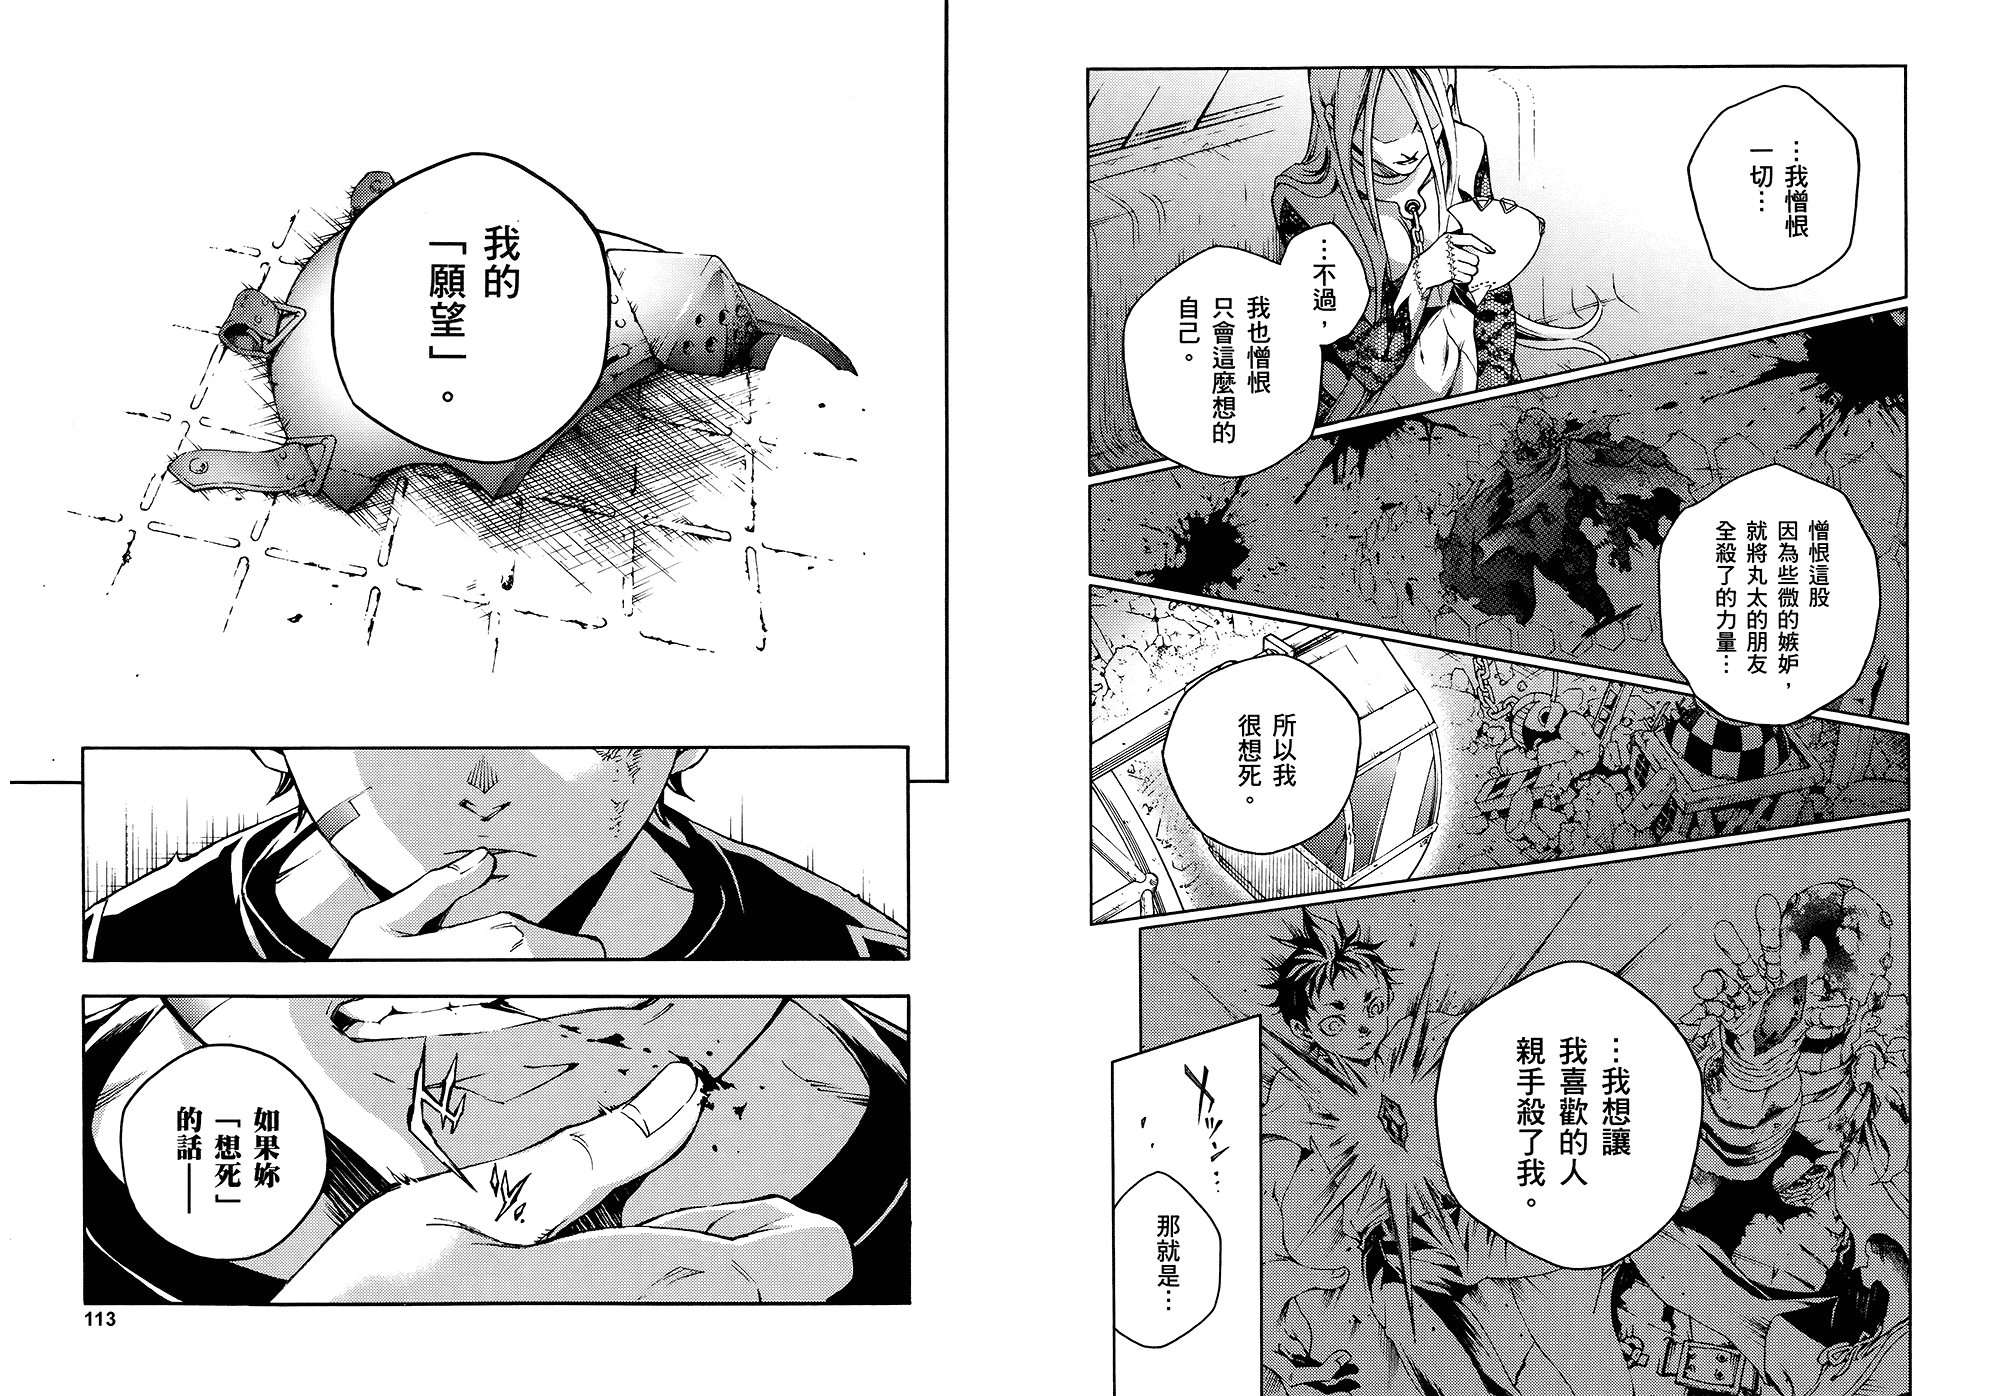 …我憎恨
一切…
…不過，
我也憎恨
只會這麼想的
自己。
憎恨這股
因為些微的嫉妒，
就將丸太的朋友
全殺了的力量…
所以我
很想死。
…我想讓
我喜歡的人
親手殺了我。
那就是…
我的
「願望」。
如果妳
「想死」
的話——
113